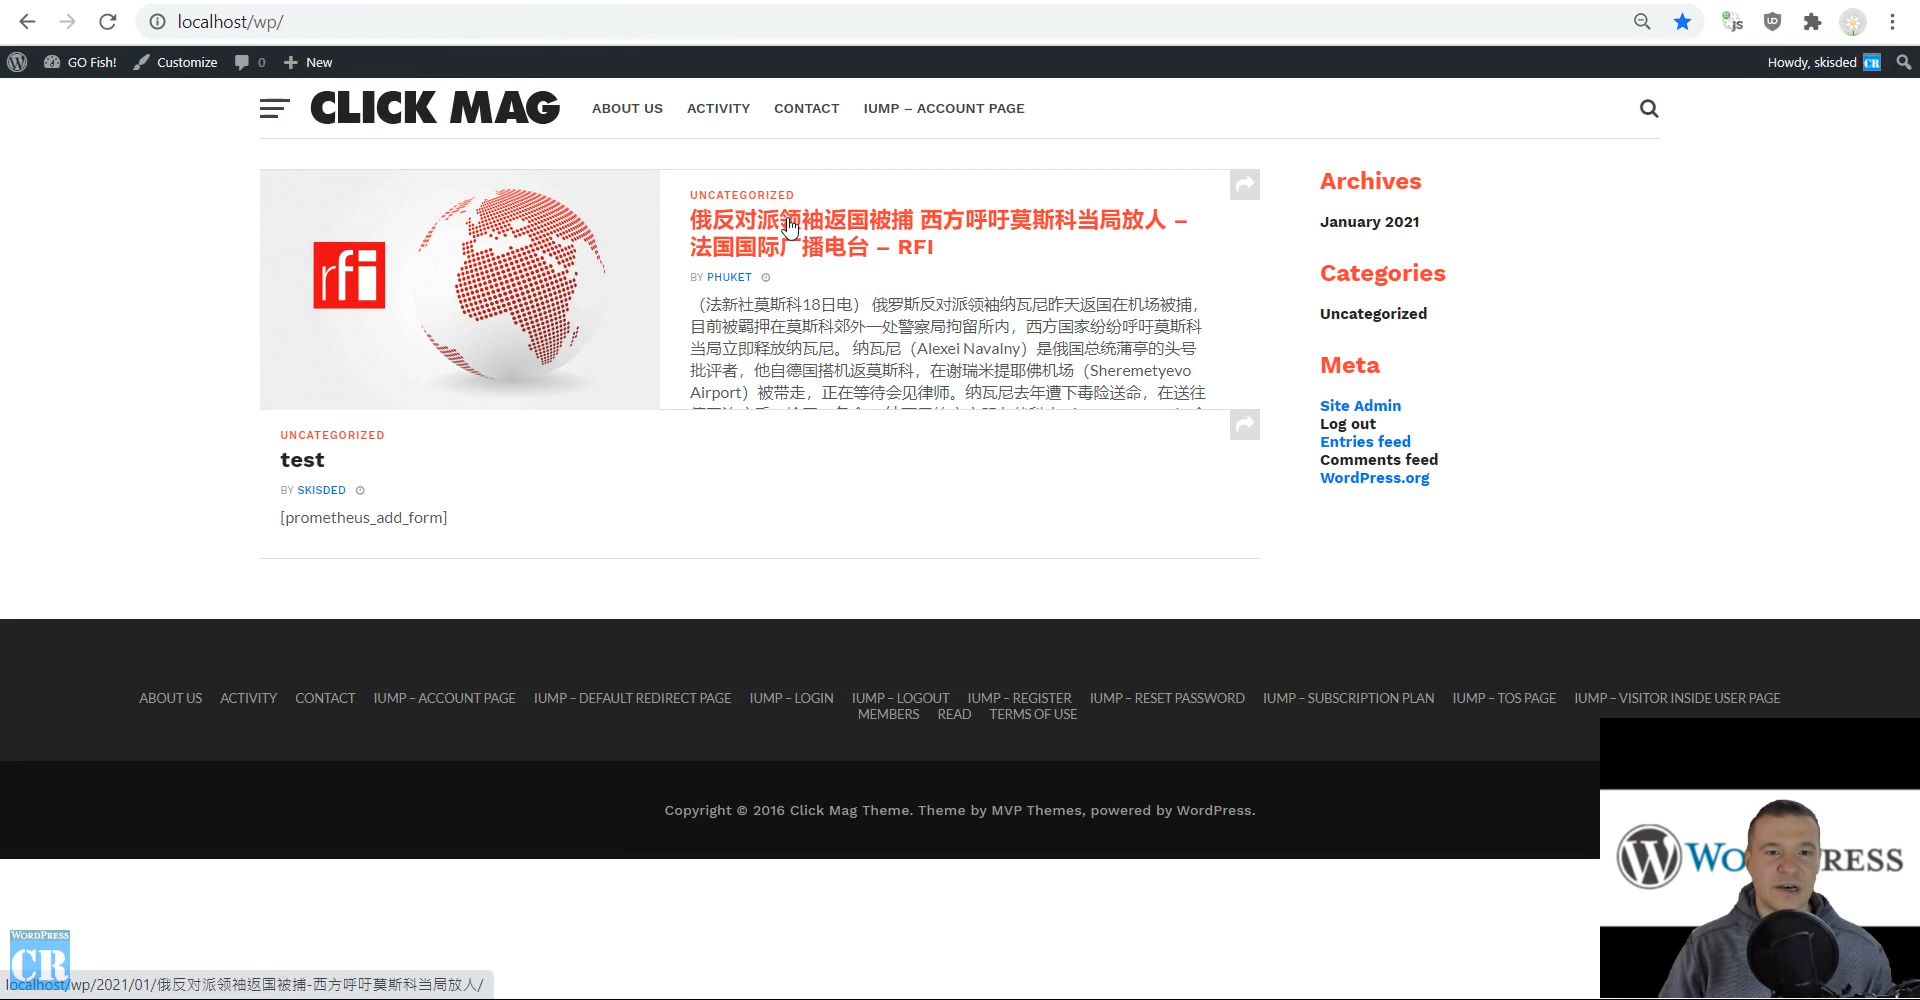 localhost/wp/
GO Fish!
Customize
0
New
Howdy, skisded
CR
CLICK MAG
ABOUT US
ACTIVITY
CONTACT
IUMP – ACCOUNT PAGE
rfi
UNCATEGORIZED
俄反对派领袖返国被捕 西方呼吁莫斯科当局放人 –
法国国际广播电台 – RFI
BY PHUKET
（法新社莫斯科18日电） 俄罗斯反对派领袖纳瓦尼昨天返国在机场被捕，
目前被羁押在莫斯科郊外一处警察局拘留所内，西方国家纷纷呼吁莫斯科
当局立即释放纳瓦尼。 纳瓦尼（Alexei Navalny）是俄国总统蒲亭的头号
批评者，他自德国搭机返莫斯科，在谢瑞米提耶佛机场（Sheremetyevo
Airport）被带走，正在等待会见律师。纳瓦尼去年遭下毒险送命，在送往
UNCATEGORIZED
test
BY SKISDED
[prometheus_add_form]
Archives
January 2021
Categories
Uncategorized
Meta
Site Admin
Log out
Entries feed
Comments feed
WordPress.org
ABOUT US
ACTIVITY
CONTACT
IUMP – ACCOUNT PAGE
IUMP – DEFAULT REDIRECT PAGE
IUMP – LOGIN
IUMP – LOGOUT
IUMP – REGISTER
IUMP – RESET PASSWORD
IUMP – SUBSCRIPTION PLAN
IUMP – TOS PAGE
IUMP – VISITOR INSIDE USER PAGE
MEMBERS
READ
TERMS OF USE
Copyright © 2016 Click Mag Theme. Theme by MVP Themes, powered by WordPress.
WORDPRESS
CR
localhost/wp/2021/01/俄反对派领袖返国被捕-西方呼吁莫斯科当局放人/